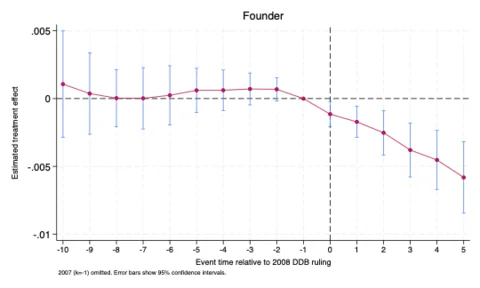 Founder
.005
0
-.005
-.01
Estimated treatment effect
-10 -9 -8 -7 -6 -5 -4 -3 -2 -1 0 1 2 3 4 5
Event time relative to 2008 DDB ruling
2007 (k=-1) omitted. Error bars show 95% confidence intervals.